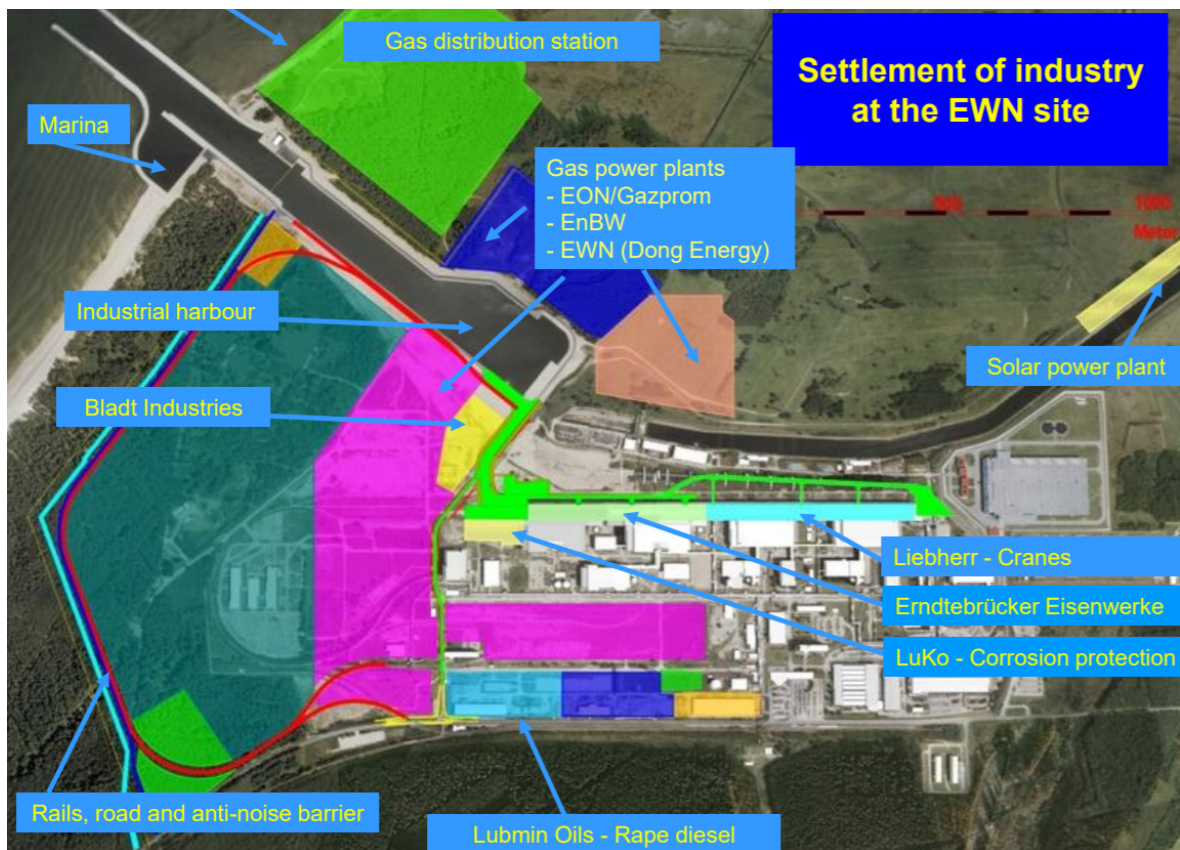 Gas distribution station
Settlement of industry
at the EWN site
Marina
Gas power plants
- EON/Gazprom
- EnBW
- EWN (Dong Energy)
1000
Meter
Industrial harbour
Solar power plant
Bladt Industries
Liebherr - Cranes
Erndtebrücker Eisenwerke
LuKo - Corrosion protection
Rails, road and anti-noise barrier
Lubmin Oils - Rape diesel